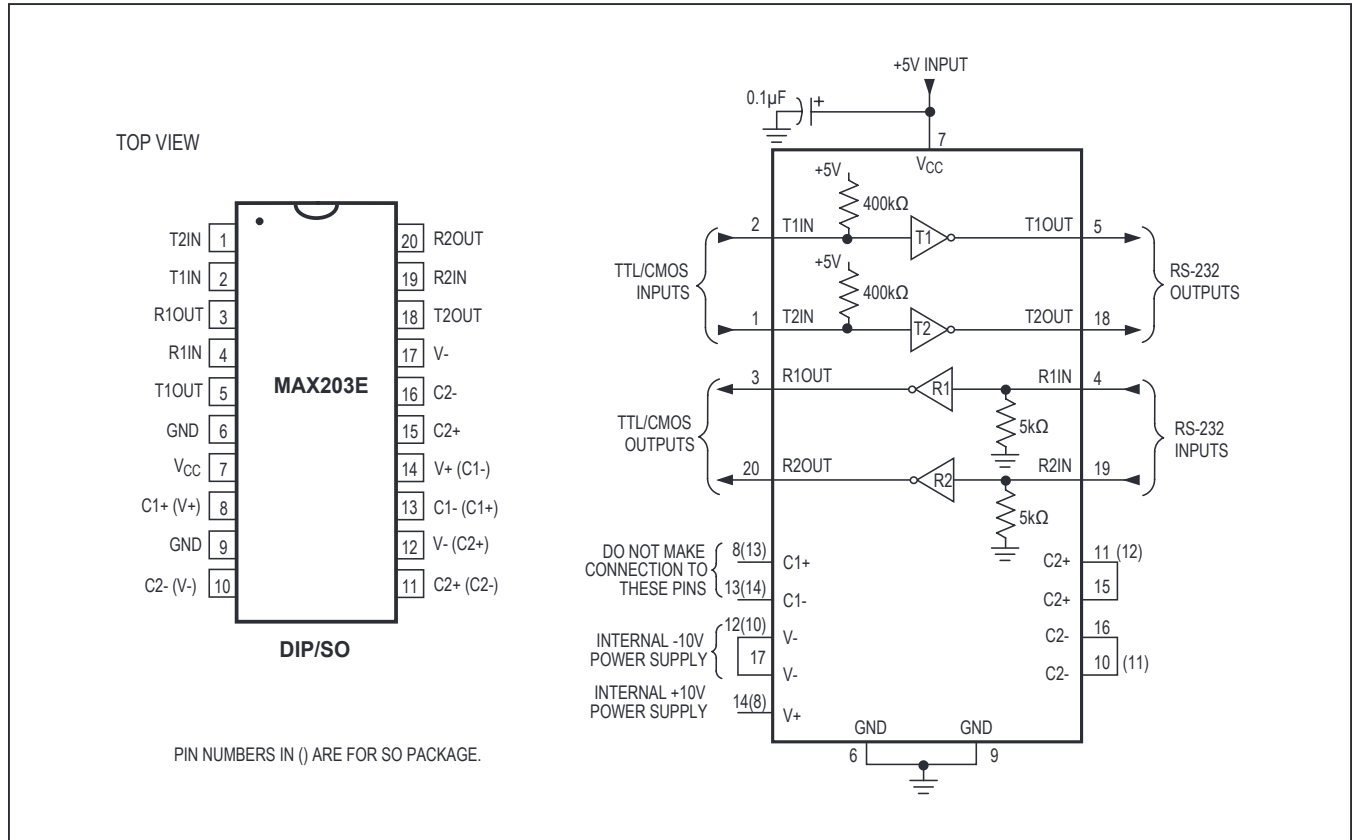 TOP VIEW
T2IN 1
T1IN 2
R1OUT 3
R1IN 4
T1OUT 5
GND 6
VCC 7
C1+ (V+) 8
GND 9
C2- (V-) 10
20 R2OUT
19 R2IN
18 T2OUT
17 V-
16 C2-
15 C2+
14 V+ (C1-)
13 C1- (C1+)
12 V- (C2+)
11 C2+ (C2-)
MAX203E
DIP/SO
PIN NUMBERS IN () ARE FOR SO PACKAGE.
+5V INPUT
0.1µF +
7
VCC
+5V
400kΩ
2 T1IN T1 T1OUT 5
TTL/CMOS
INPUTS
+5V
400kΩ
RS-232
OUTPUTS
1 T2IN T2 T2OUT 18
3 R1OUT R1 R1IN 4
TTL/CMOS
OUTPUTS
5kΩ
RS-232
INPUTS
20 R2OUT R2 R2IN 19
5kΩ
DO NOT MAKE
CONNECTION TO
THESE PINS
8(13) C1+
13(14) C1-
C2+ 11 (12)
C2+ 15
INTERNAL -10V
POWER SUPPLY
12(10) V-
17 V-
C2- 16
C2- 10 (11)
INTERNAL +10V
POWER SUPPLY
14(8) V+
GND GND
6 9